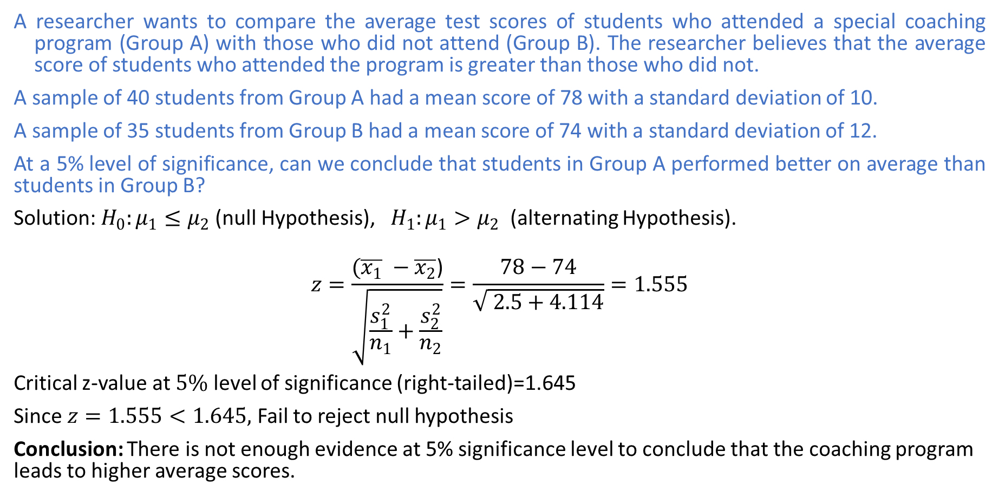 A researcher wants to compare the average test scores of students who attended a special coaching
program (Group A) with those who did not attend (Group B). The researcher believes that the average
score of students who attended the program is greater than those who did not.
A sample of 40 students from Group A had a mean score of 78 with a standard deviation of 10.
A sample of 35 students from Group B had a mean score of 74 with a standard deviation of 12.
At a 5% level of significance, can we conclude that students in Group A performed better on average than
students in Group B?
Solution: $H_0: \mu_1 \leq \mu_2$ (null Hypothesis), $H_1: \mu_1 > \mu_2$ (alternating Hypothesis).
$z = \frac{(\overline{x_1} - \overline{x_2})}{\sqrt{\frac{s_1^2}{n_1} + \frac{s_2^2}{n_2}}} = \frac{78 - 74}{\sqrt{2.5 + 4.114}} = 1.555$
Critical z-value at 5% level of significance (right-tailed)=1.645
Since $z = 1.555 < 1.645$, Fail to reject null hypothesis
Conclusion: There is not enough evidence at 5% significance level to conclude that the coaching program
leads to higher average scores.